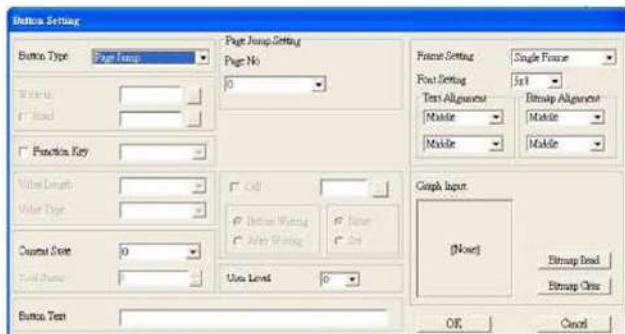 Button Setting
Button Type Page Jump
Page Jump Setting
Page No
0
Frame Setting Single Frame
Font Setting 5x8
Text Alignment Bitmap Alignment
Middle Middle
Middle Middle
Write in
Read
Function Key
Value Length
Value Type
Call
Before Writing Reset
After Writing Set
Graph Input
[None]
Bitmap Read
Bitmap Clear
Current State 0
User Level 0
Button Text
OK Cancel